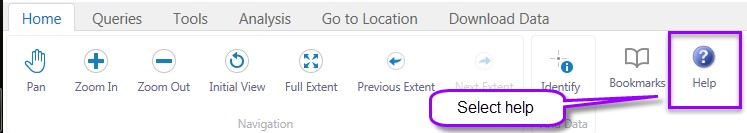 Home Queries Tools Analysis Go to Location Download Data
Pan Zoom In Zoom Out Initial View Full Extent Previous Extent Next Extent Identify Bookmarks Help
Select help
Navigation Data